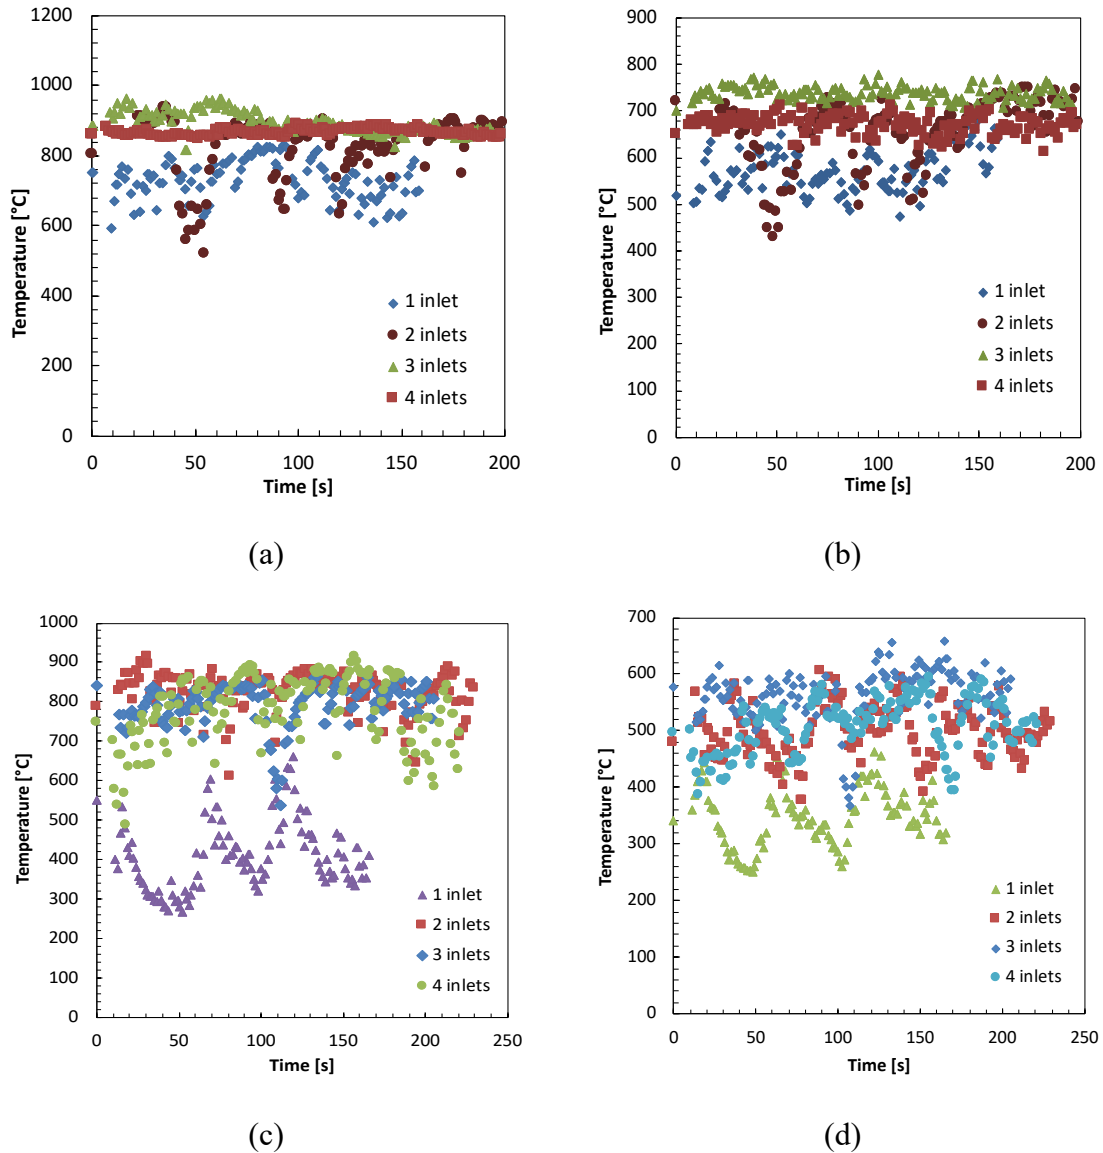 1200
1000
800
600
400
200
0
0
50
100
150
200
Temperature [°C]
Time [s]
1 inlet
2 inlets
3 inlets
4 inlets
(a)
900
800
700
600
500
400
300
200
100
0
0
50
100
150
200
Temperature [°C]
Time [s]
1 inlet
2 inlets
3 inlets
4 inlets
(b)
1000
900
800
700
600
500
400
300
200
100
0
0
50
100
150
200
250
Temperature [°C]
Time [s]
1 inlet
2 inlets
3 inlets
4 inlets
(c)
700
600
500
400
300
200
100
0
0
50
100
150
200
250
Temperature [°C]
Time [s]
1 inlet
2 inlets
3 inlets
4 inlets
(d)